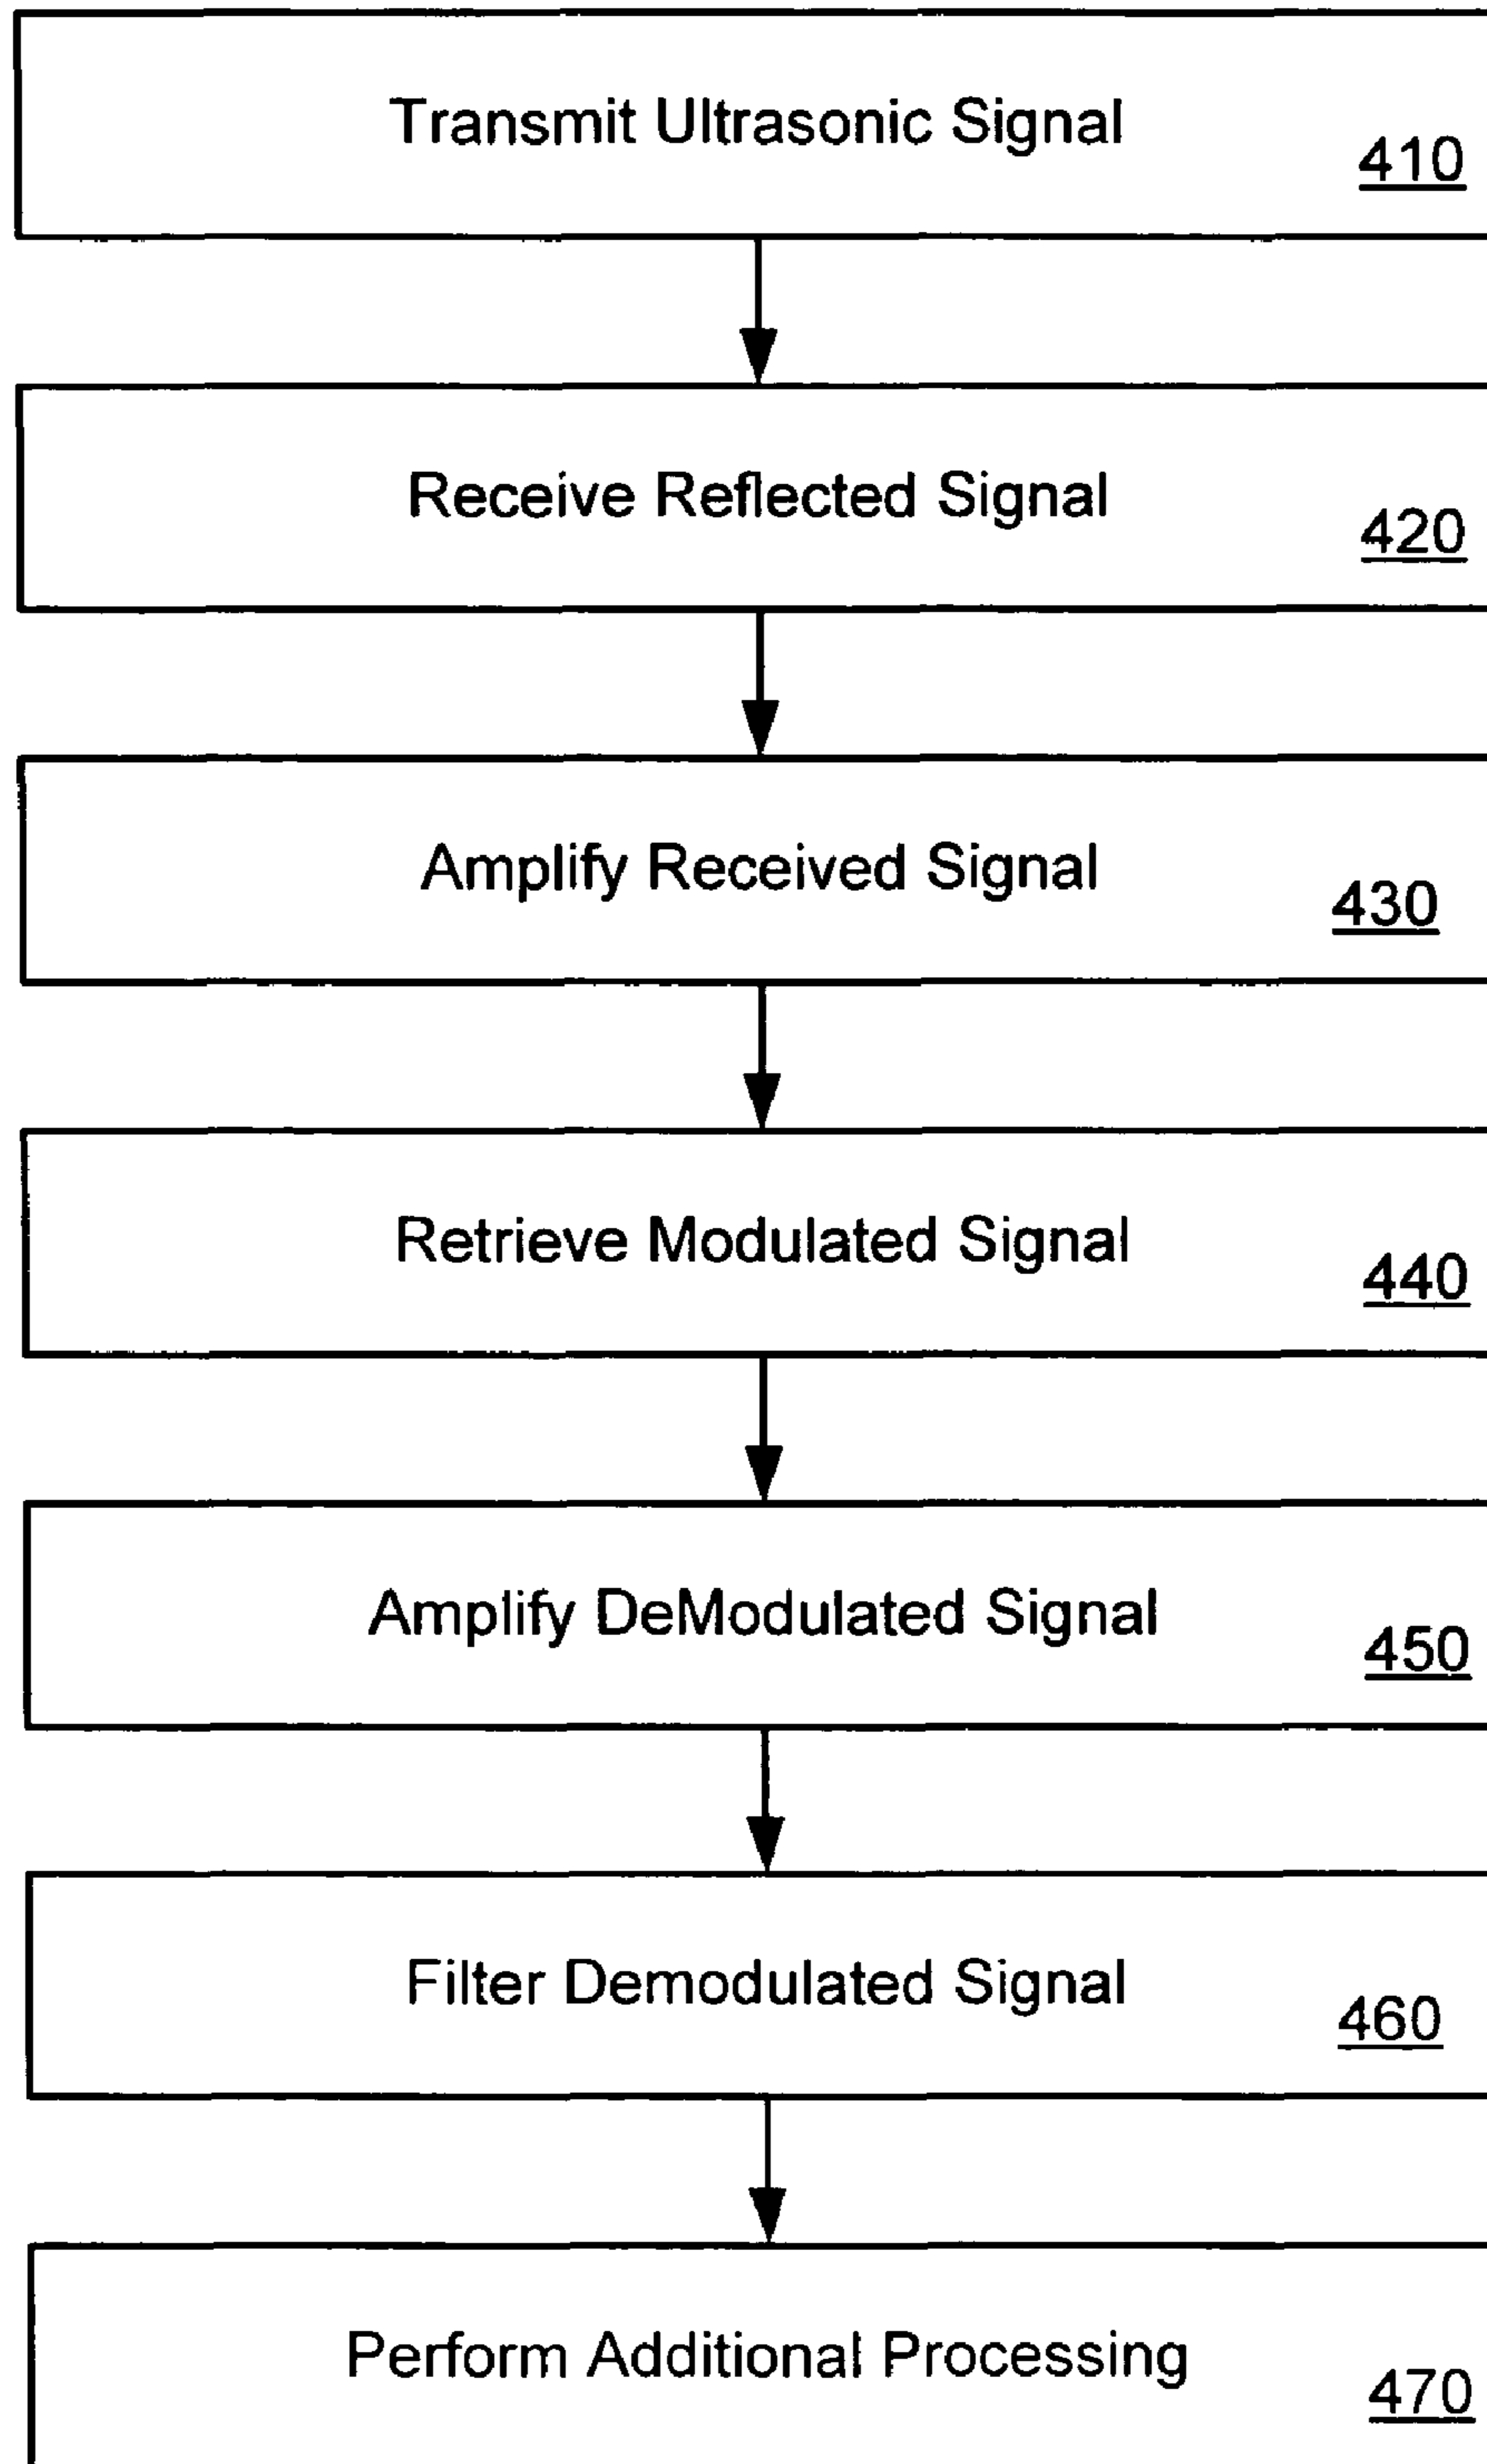 Transmit Ultrasonic Signal
410
Receive Reflected Signal
420
Amplify Received Signal
430
Retrieve Modulated Signal
440
Amplify DeModulated Signal
450
Filter Demodulated Signal
460
Perform Additional Processing
470